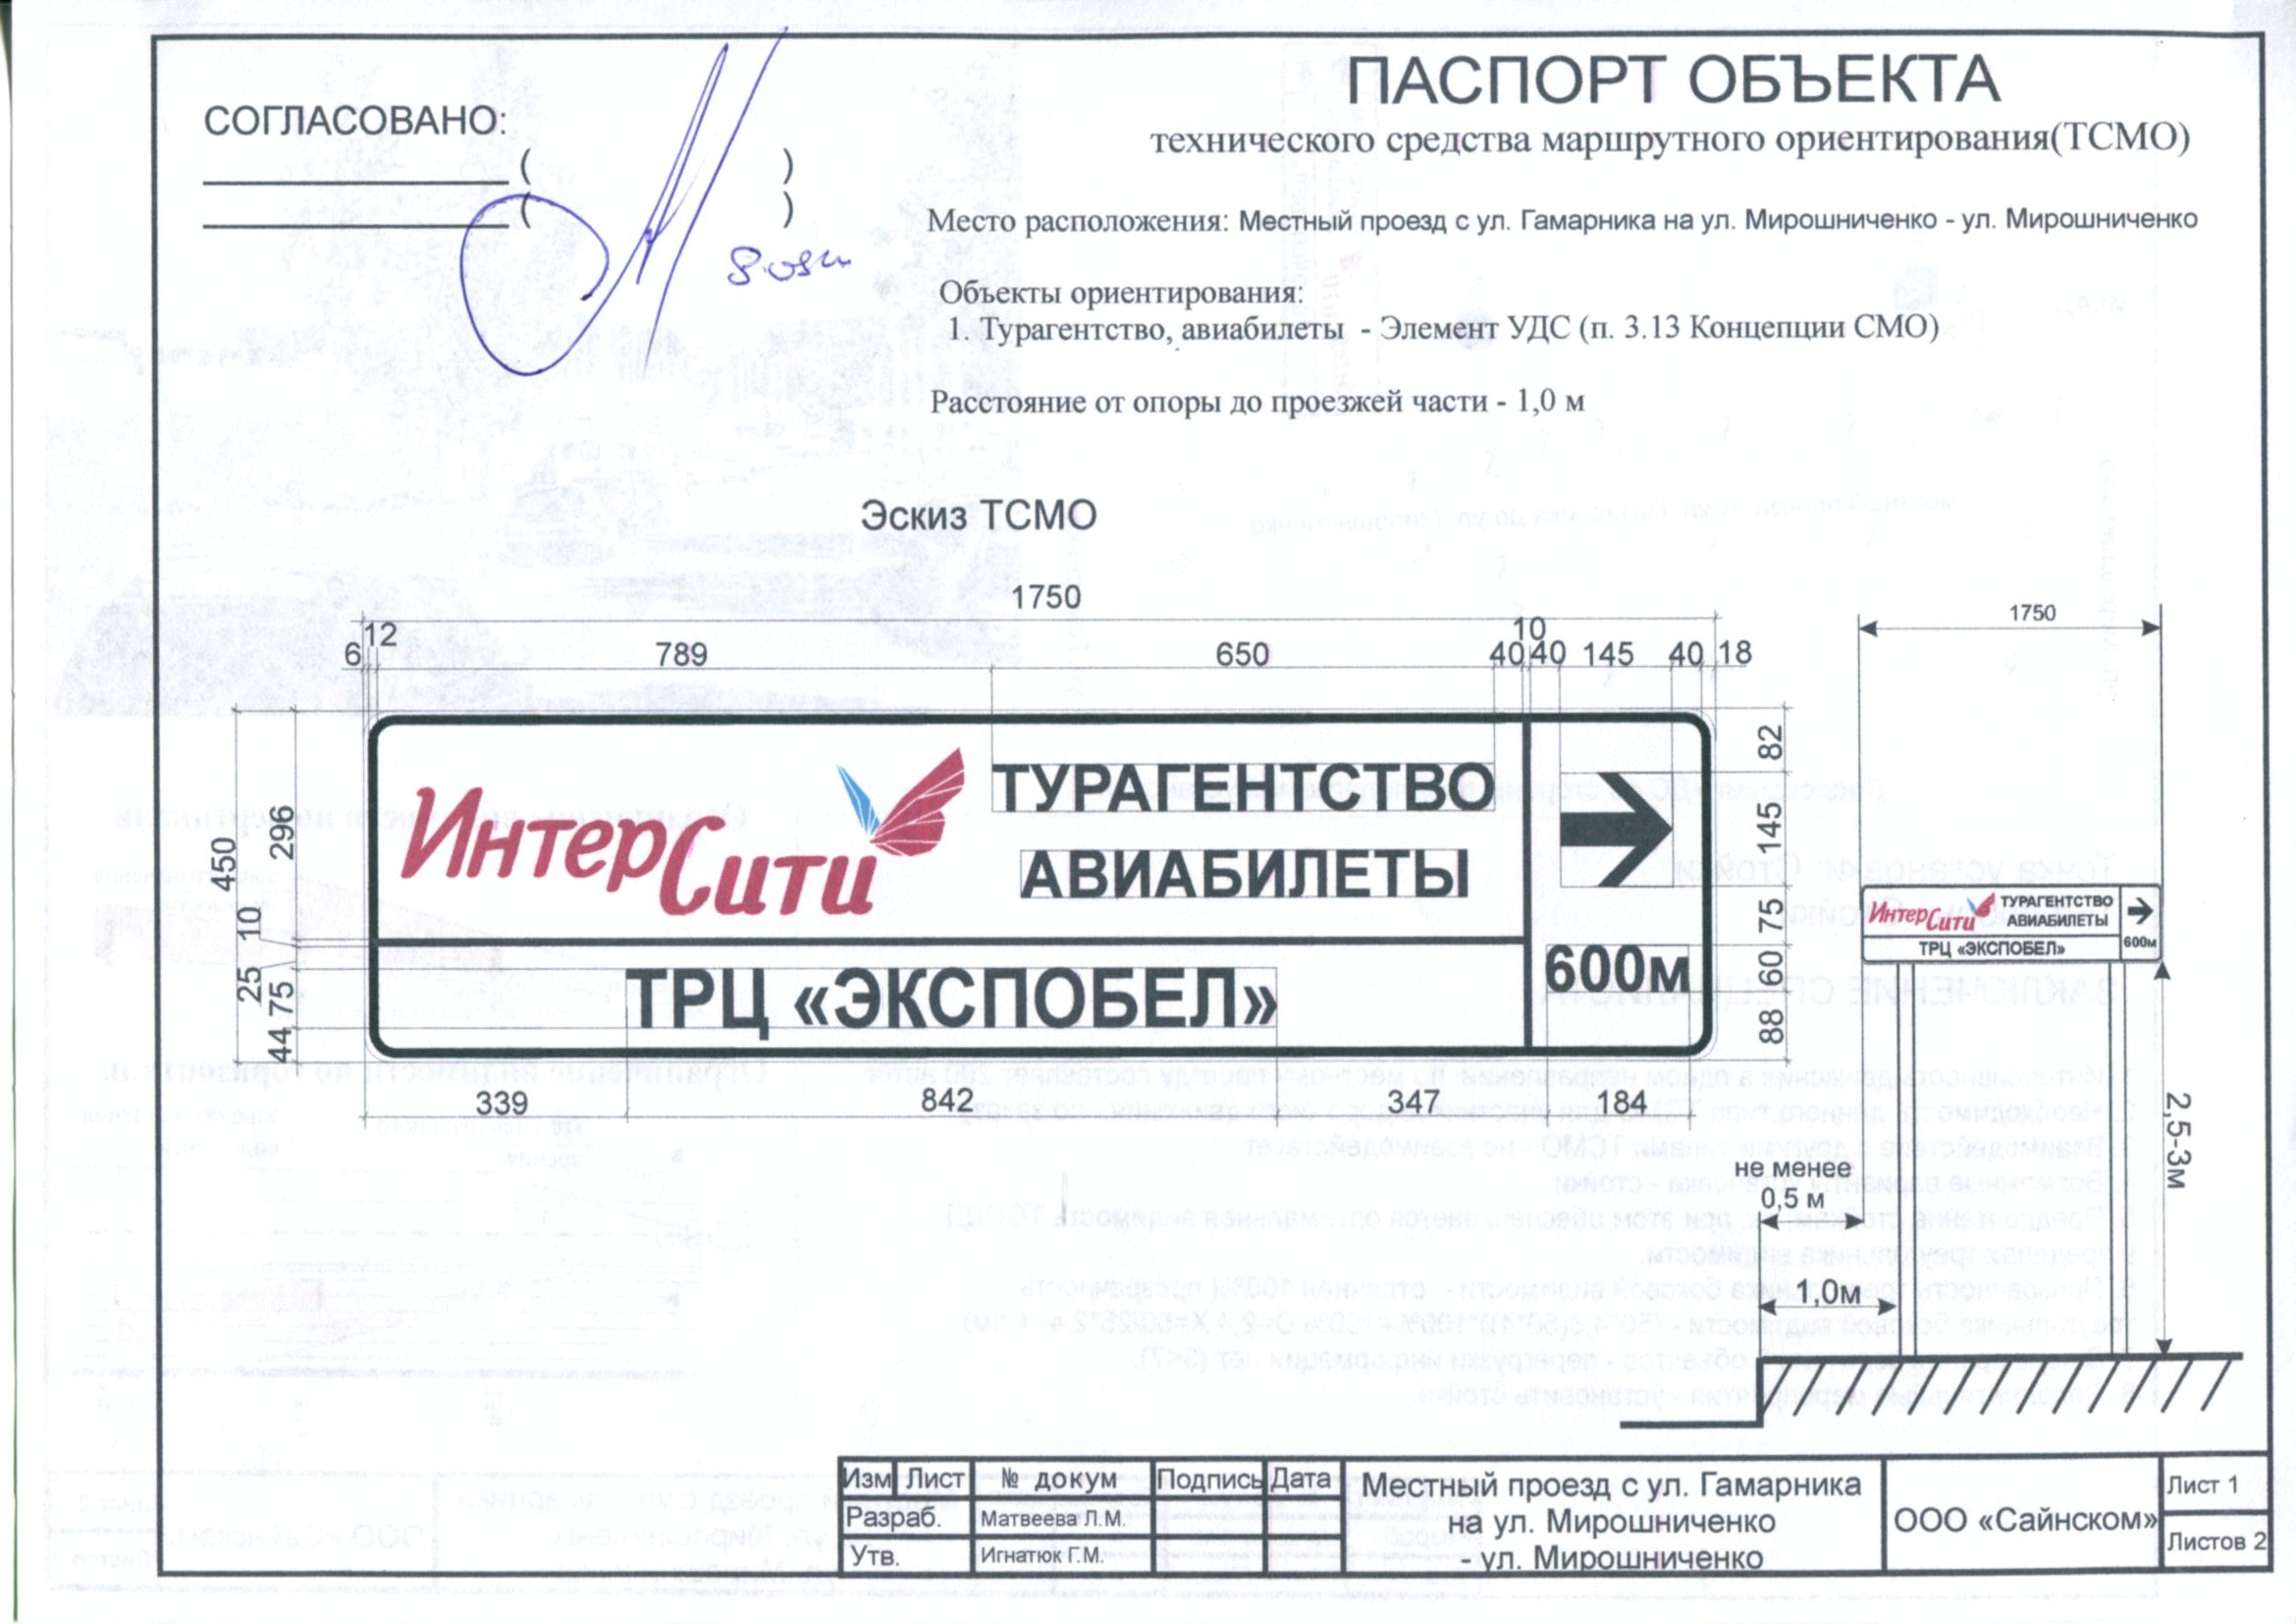 СОГЛАСОВАНО:
( )
( )
ПАСПОРТ ОБЪЕКТА
технического средства маршрутного ориентирования(ТСМО)
Место расположения: Местный проезд с ул. Гамарника на ул. Мирошниченко - ул. Мирошниченко
Объекты ориентирования:
1. Турагентство, авиабилеты - Элемент УДС (п. 3.13 Концепции СМО)
Расстояние от опоры до проезжей части - 1,0 м
Эскиз ТСМО
1750
6 12 789 650 40 10 40 145 40 18
450 296 10 25 75 44
ИнтерСити
ТУРАГЕНТСТВО
АВИАБИЛЕТЫ
ТРЦ «ЭКСПОБЕЛ»
600м
82 145 75 60 88
339 842 347 184
1750
ИнтерСити
ТУРАГЕНТСТВО
АВИАБИЛЕТЫ
ТРЦ «ЭКСПОБЕЛ»
600м
2,5-3м
не менее
0,5 м
1,0м
Изм Лист № докум Подпись Дата
Разраб. Матвеева Л.М.
Утв. Игнатюк Г.М.
Местный проезд с ул. Гамарника
на ул. Мирошниченко
- ул. Мирошниченко
ООО «Сайнском»
Лист 1
Листов 2